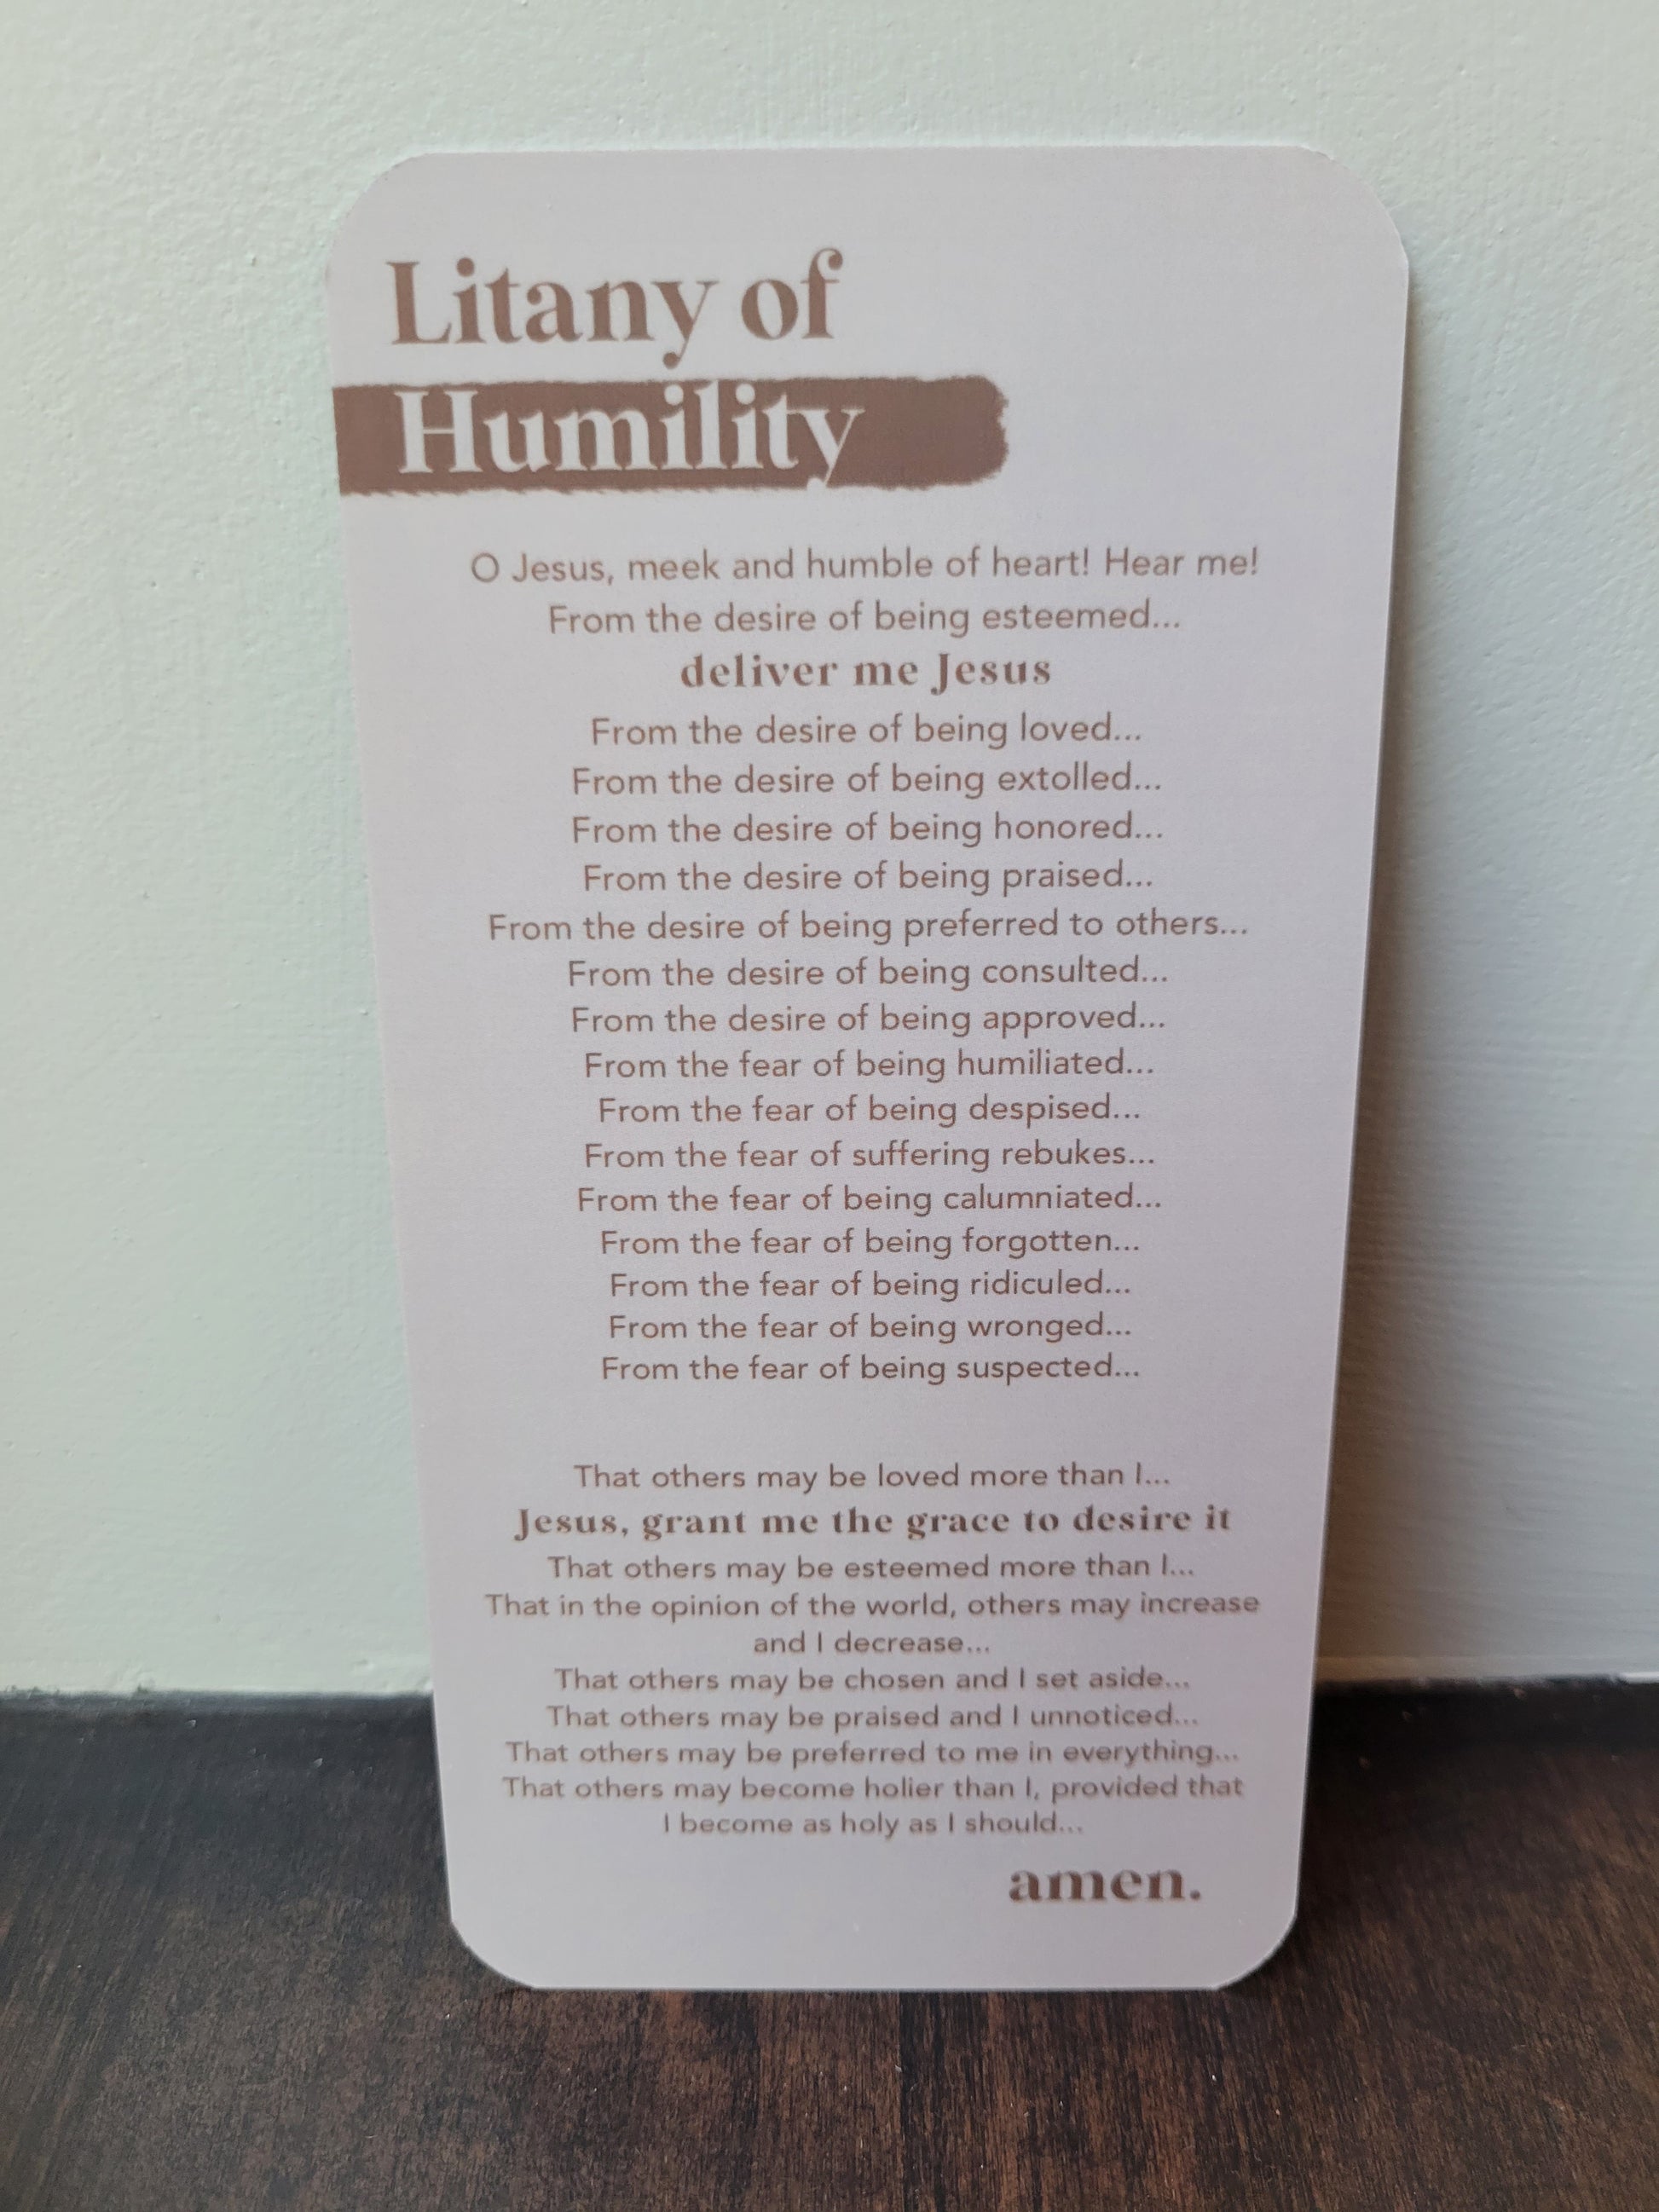 Litany of
Humility
O Jesus, meek and humble of heart! Hear me!
From the desire of being esteemed...
deliver me Jesus
From the desire of being loved...
From the desire of being extolled...
From the desire of being honored...
From the desire of being praised...
From the desire of being preferred to others...
From the desire of being consulted...
From the desire of being approved...
From the fear of being humiliated...
From the fear of being despised...
From the fear of suffering rebukes...
From the fear of being calumniated...
From the fear of being forgotten...
From the fear of being ridiculed...
From the fear of being wronged...
From the fear of being suspected...
That others may be loved more than I...
Jesus, grant me the grace to desire it
That others may be esteemed more than I...
That in the opinion of the world, others may increase
and I decrease...
That others may be chosen and I set aside...
That others may be praised and I unnoticed...
That others may be preferred to me in everything...
That others may become holier than I, provided that
I become as holy as I should...
amen.